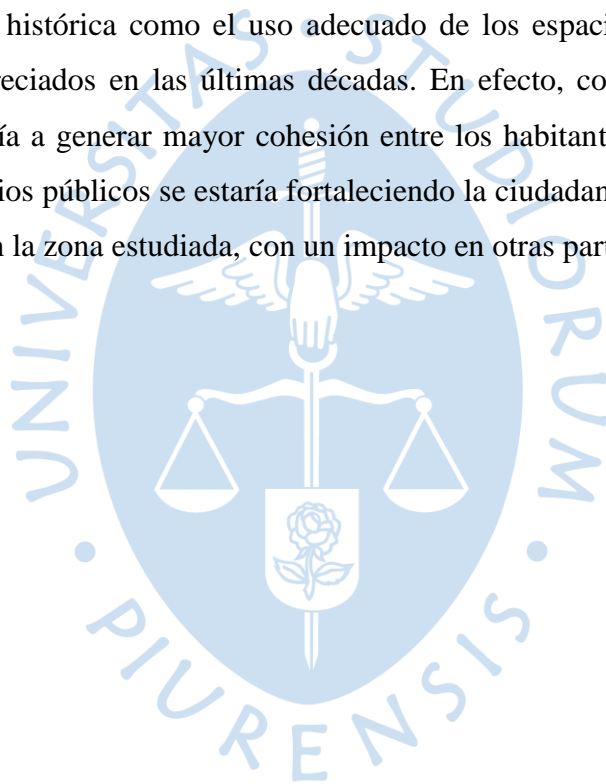 histórica como el uso adecuado de los espaci
reciados en las últimas décadas. En efecto, co
ía a generar mayor cohesión entre los habitant
ios públicos se estaría fortaleciendo la ciudadan
n la zona estudiada, con un impacto en otras part
UNIVERSITAS • STUDIORUM • PIURENSIS •